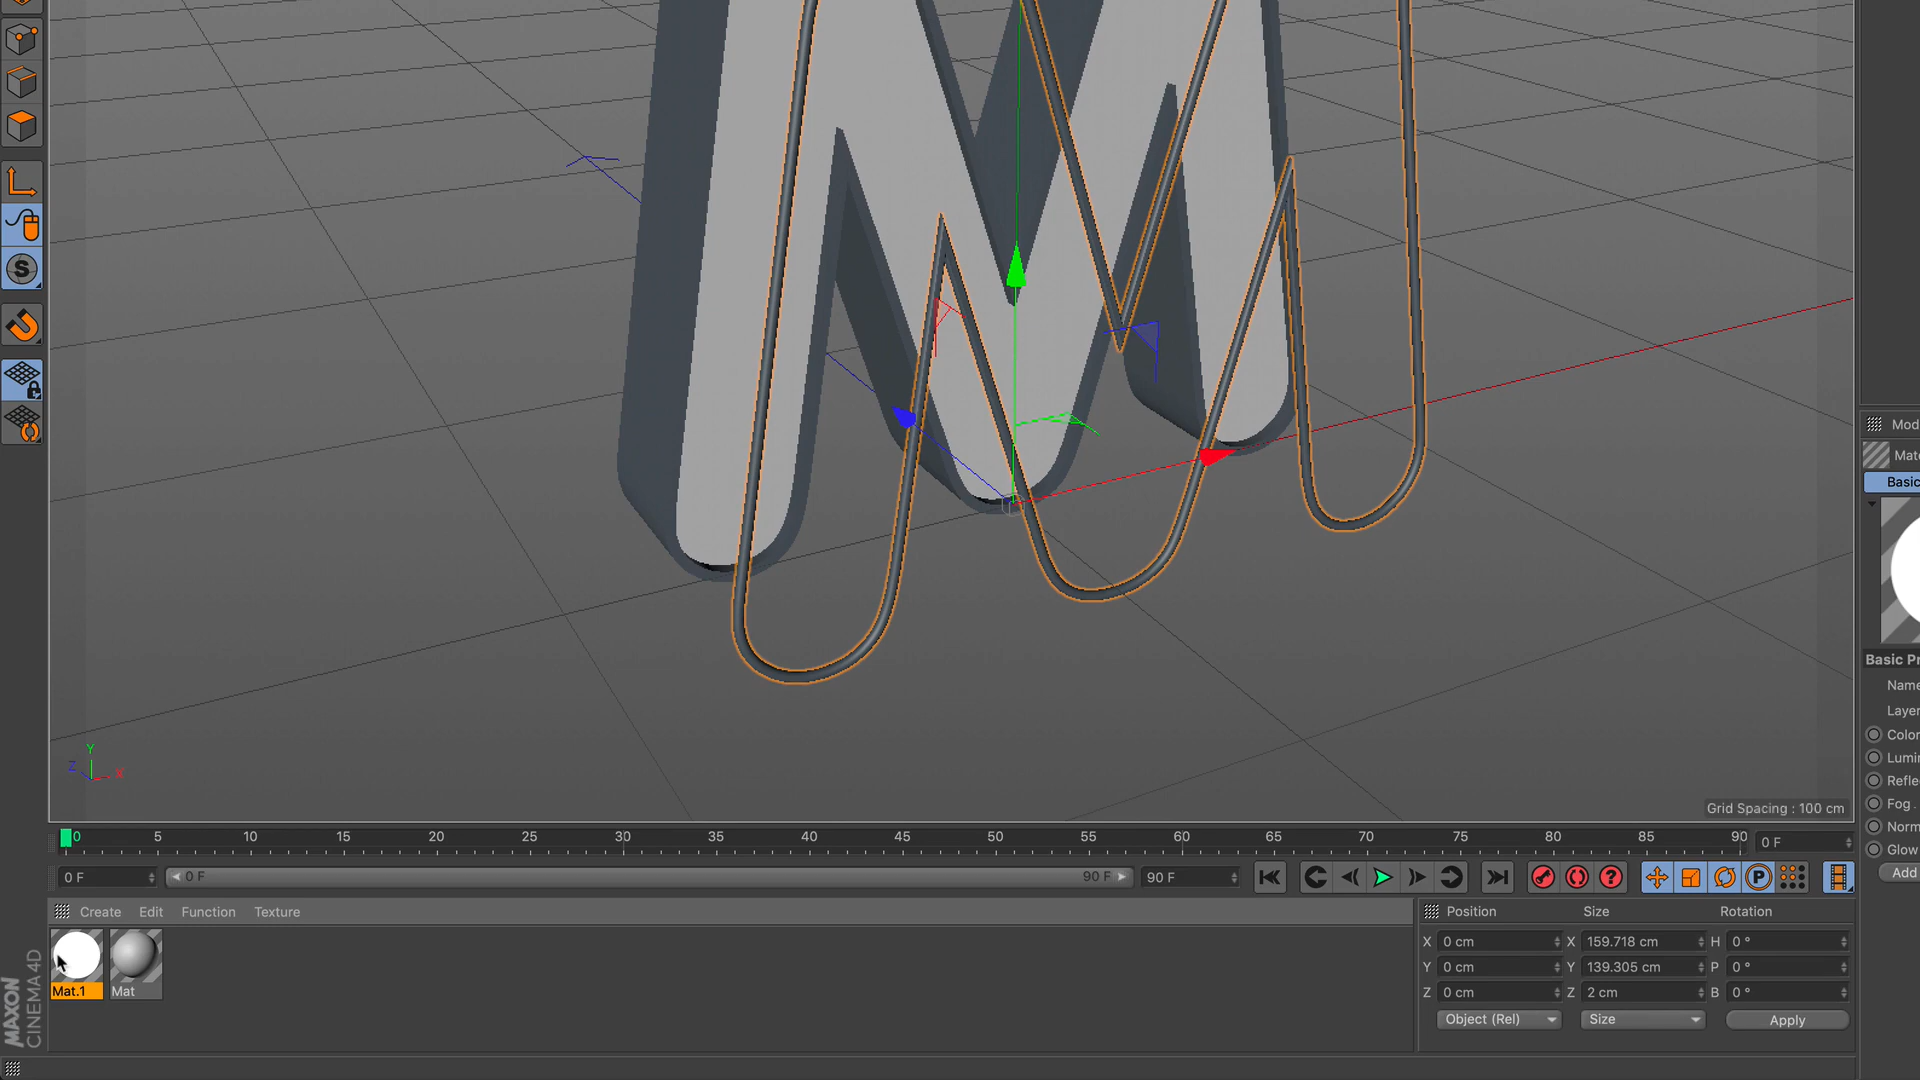 Y
Z
X
Grid Spacing : 100 cm
Mod
Mate
Basic
Basic Pr
Name
Layer
Color
Lumin
Refle
Fog .
Norm
Glow
Add
0 5 10 15 20 25 30 35 40 45 50 55 60 65 70 75 80 85 90 0 F
0 F 0 F 90 F 90 F
Create Edit Function Texture
Mat.1 Mat
MAXON
CINEMA 4D
Position Size Rotation
X 0 cm X 159.718 cm H 0 °
Y 0 cm Y 139.305 cm P 0 °
Z 0 cm Z 2 cm B 0 °
Object (Rel) Size Apply
S
P